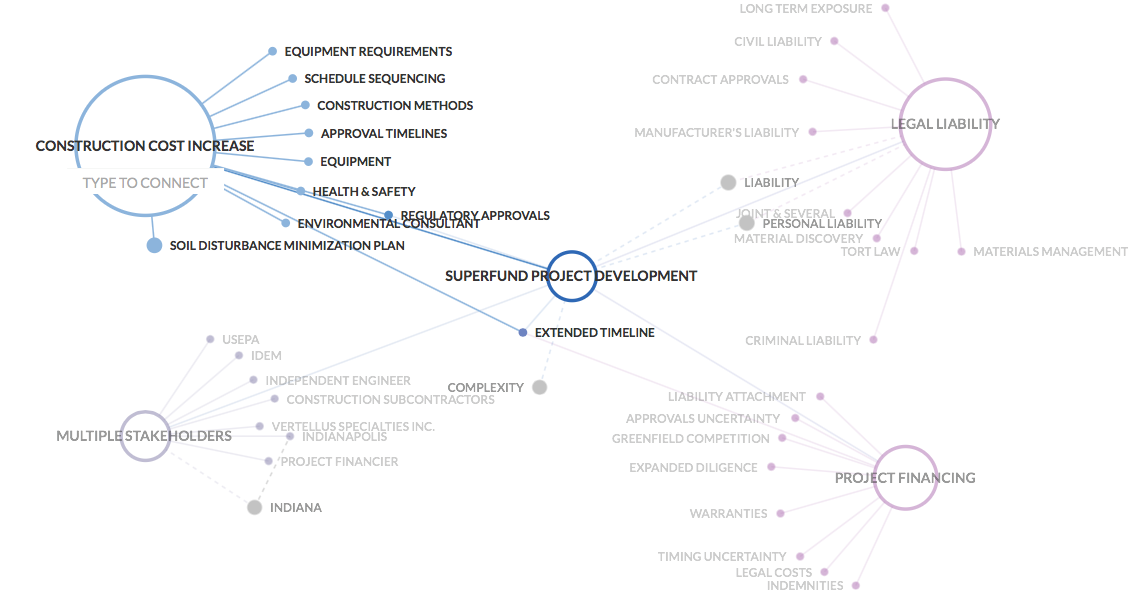 LONG TERM EXPOSURE
CIVIL LIABILITY
EQUIPMENT REQUIREMENTS
SCHEDULE SEQUENCING
CONTRACT APPROVALS
CONSTRUCTION METHODS
LEGAL LIABILITY
APPROVAL TIMELINES
MANUFACTURER'S LIABILITY
CONSTRUCTION COST INCREASE
EQUIPMENT
TYPE TO CONNECT
LIABILITY
HEALTH & SAFETY
REGULATORY APPROVALS
JOINT & SEVERAL
ENVIRONMENTAL CONSULTANT
PERSONAL LIABILITY
MATERIAL DISCOVERY
SOIL DISTURBANCE MINIMIZATION PLAN
TORT LAW
MATERIALS MANAGEMENT
SUPERFUND PROJECT DEVELOPMENT
EXTENDED TIMELINE
USEPA
CRIMINAL LIABILITY
IDEM
INDEPENDENT ENGINEER
COMPLEXITY
CONSTRUCTION SUBCONTRACTORS
LIABILITY ATTACHMENT
APPROVALS UNCERTAINTY
VERTELLUS SPECIALTIES INC.
MULTIPLE STAKEHOLDERS
INDIANAPOLIS
GREENFIELD COMPETITION
PROJECT FINANCIER
EXPANDED DILIGENCE
PROJECT FINANCING
INDIANA
WARRANTIES
TIMING UNCERTAINTY
LEGAL COSTS
INDEMNITIES